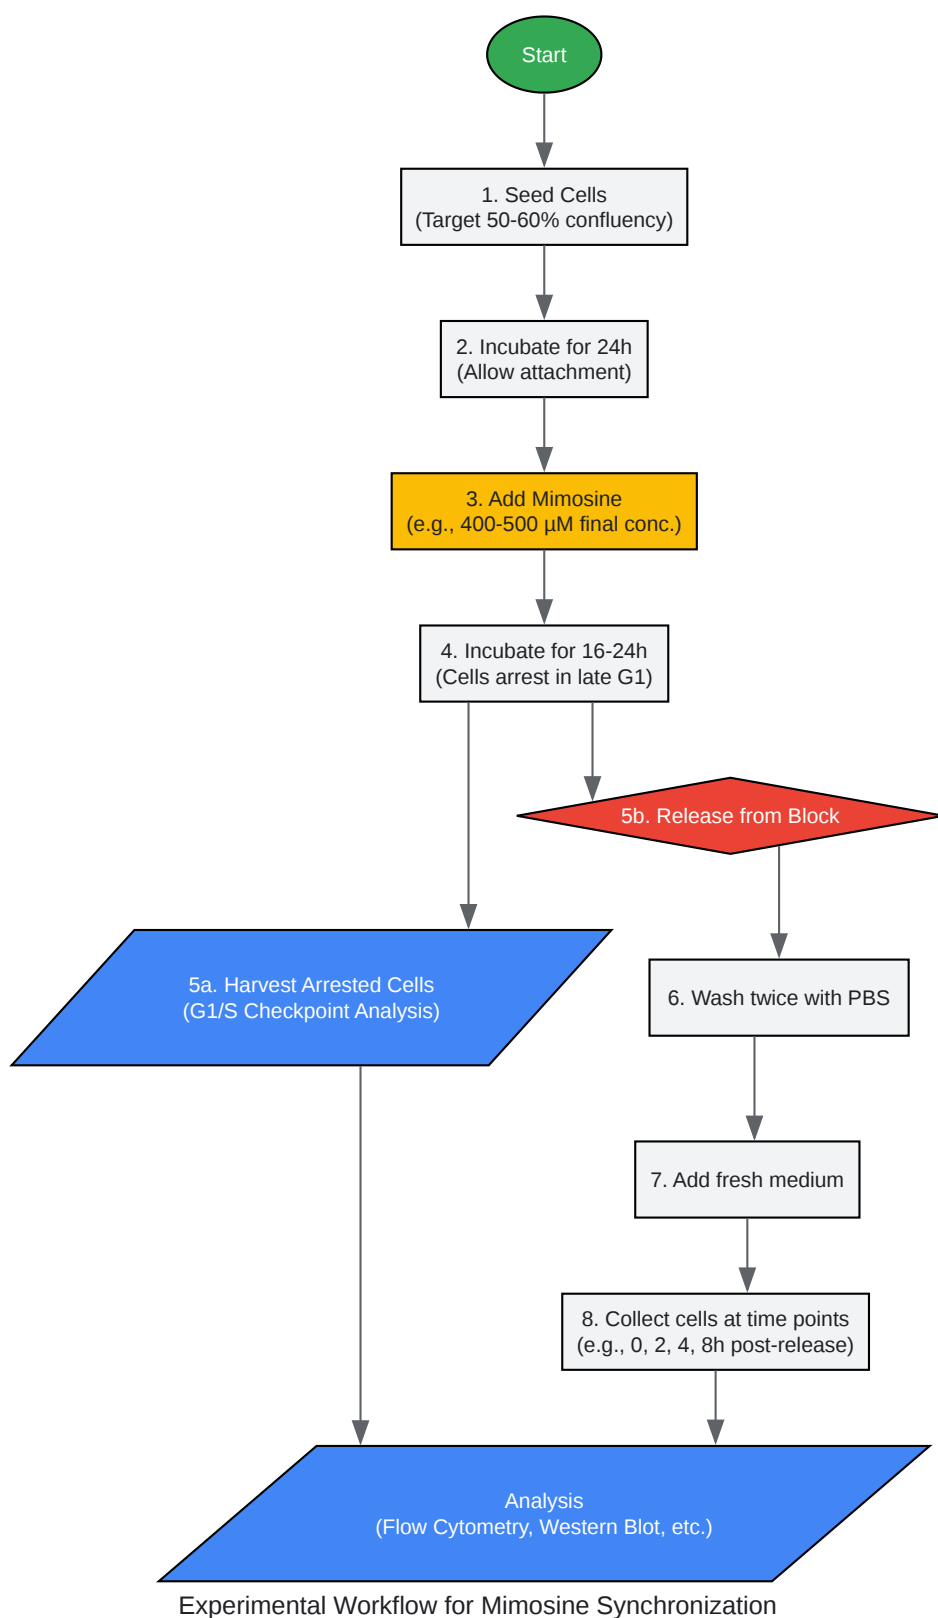 Start
1. Seed Cells
(Target 50-60% confluency)
2. Incubate for 24h
(Allow attachment)
3. Add Mimosine
(e.g., 400-500 µM final conc.)
4. Incubate for 16-24h
(Cells arrest in late G1)
5b. Release from Block
5a. Harvest Arrested Cells
(G1/S Checkpoint Analysis)
6. Wash twice with PBS
7. Add fresh medium
8. Collect cells at time points
(e.g., 0, 2, 4, 8h post-release)
Analysis
(Flow Cytometry, Western Blot, etc.)
Experimental Workflow for Mimosine Synchronization